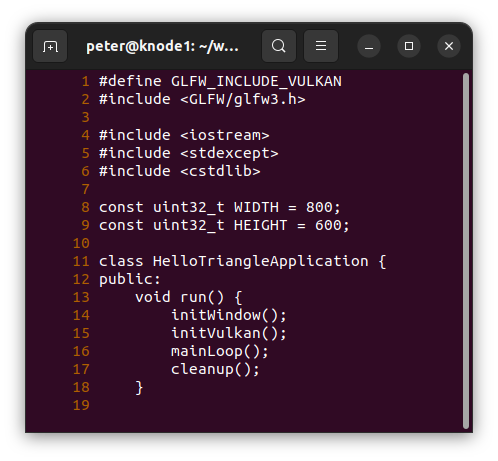 peter@knode1: ~/w...
1 #define GLFW_INCLUDE_VULKAN
2 #include <GLFW/glfw3.h>
3
4 #include <iostream>
5 #include <stdexcept>
6 #include <cstdlib>
7
8 const uint32_t WIDTH = 800;
9 const uint32_t HEIGHT = 600;
10
11 class HelloTriangleApplication {
12 public:
13     void run() {
14         initWindow();
15         initVulkan();
16         mainLoop();
17         cleanup();
18     }
19